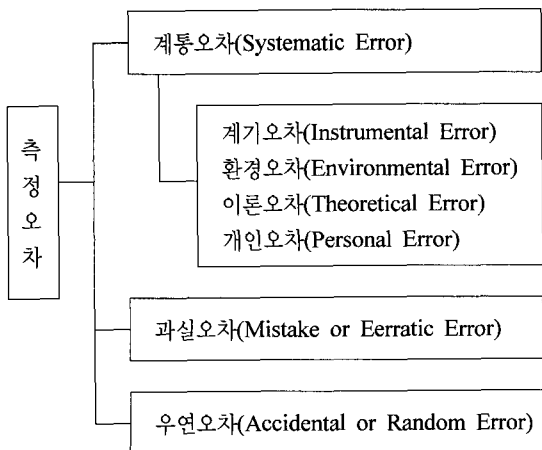 계통오차(Systematic Error)
측정오차
계기오차(Instrumental Error)
환경오차(Environmental Error)
이론오차(Theoretical Error)
개인오차(Personal Error)
과실오차(Mistake or Eerratic Error)
우연오차(Accidental or Random Error)